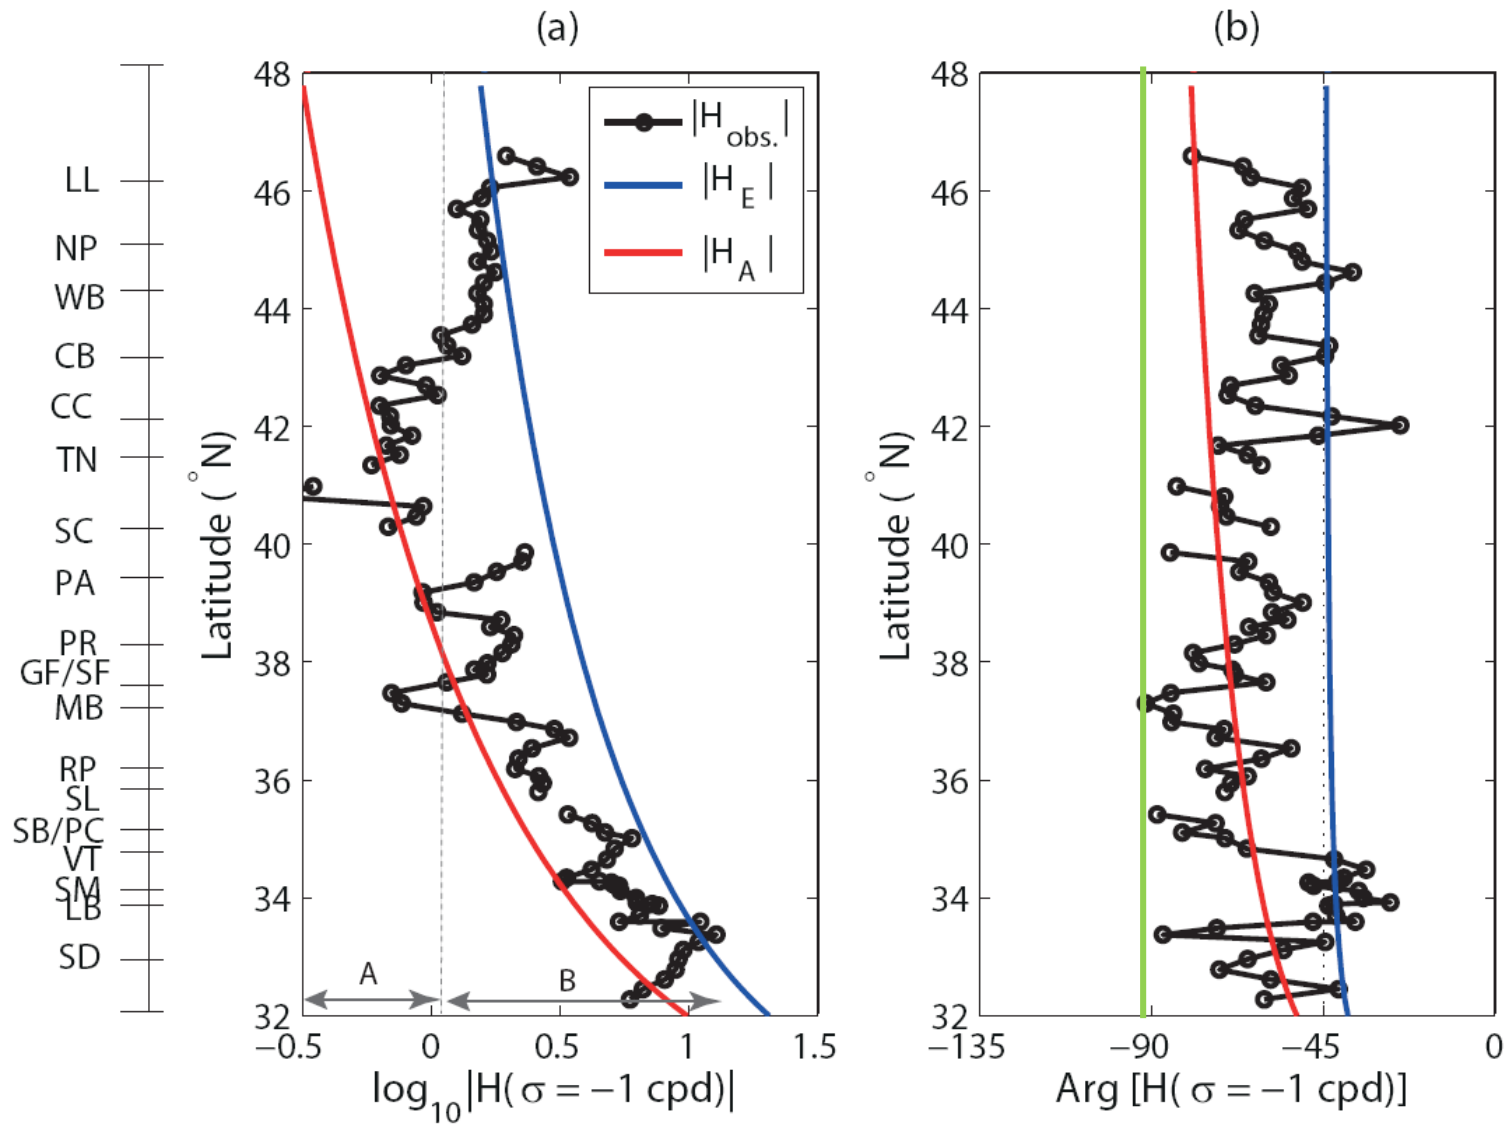 (a)
(b)
LL
NP
WB
CB
CC
TN
SC
PA
PR
GF/SF
MB
RP
SL
SB/PC
VT
SM
LB
SD
Latitude ( °N)
48
46
44
42
40
38
36
34
32
−0.5
0
0.5
1
1.5
log10|H( σ = −1 cpd)|
|Hobs.|
|HE|
|HA|
A
B
Latitude ( °N)
48
46
44
42
40
38
36
34
32
−135
−90
−45
0
Arg [H( σ = −1 cpd)]